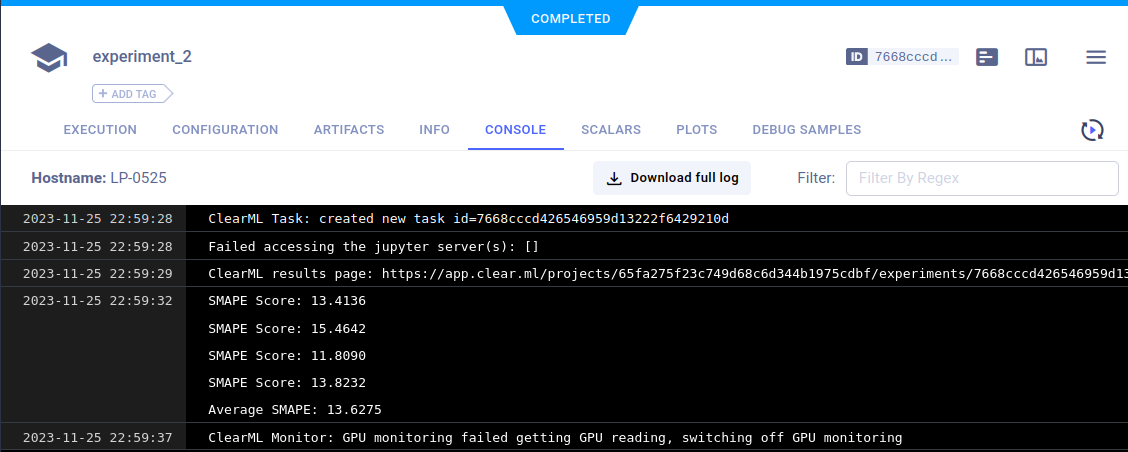 COMPLETED
experiment_2
ID 7668cccd ...
+ ADD TAG
EXECUTION CONFIGURATION ARTIFACTS INFO CONSOLE SCALARS PLOTS DEBUG SAMPLES
Hostname: LP-0525 Download full log Filter: Filter By Regex
2023-11-25 22:59:28 ClearML Task: created new task id=7668cccd426546959d13222f6429210d
2023-11-25 22:59:28 Failed accessing the jupyter server(s): []
2023-11-25 22:59:29 ClearML results page: https://app.clear.ml/projects/65fa275f23c749d68c6d344b1975cdbf/experiments/7668cccd426546959d13
2023-11-25 22:59:32 SMAPE Score: 13.4136
SMAPE Score: 15.4642
SMAPE Score: 11.8090
SMAPE Score: 13.8232
Average SMAPE: 13.6275
2023-11-25 22:59:37 ClearML Monitor: GPU monitoring failed getting GPU reading, switching off GPU monitoring